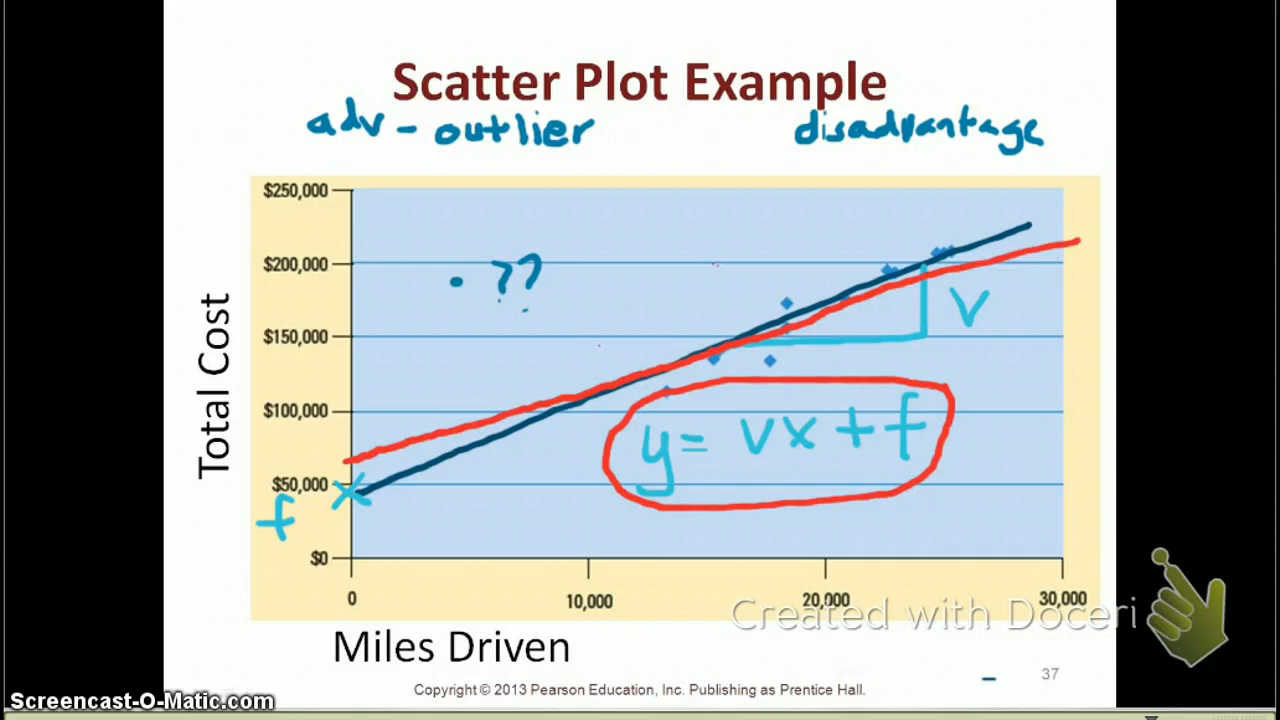 Scatter Plot Example
adv - outlier
disadvantage
$250,000
$200,000
$150,000
$100,000
$50,000
$0
Total Cost
. ??
v
y = vx + f
f
0
10,000
20,000
30,000
Miles Driven
Created with Doceri
37
Copyright © 2013 Pearson Education, Inc. Publishing as Prentice Hall.
Screencast-O-Matic.com